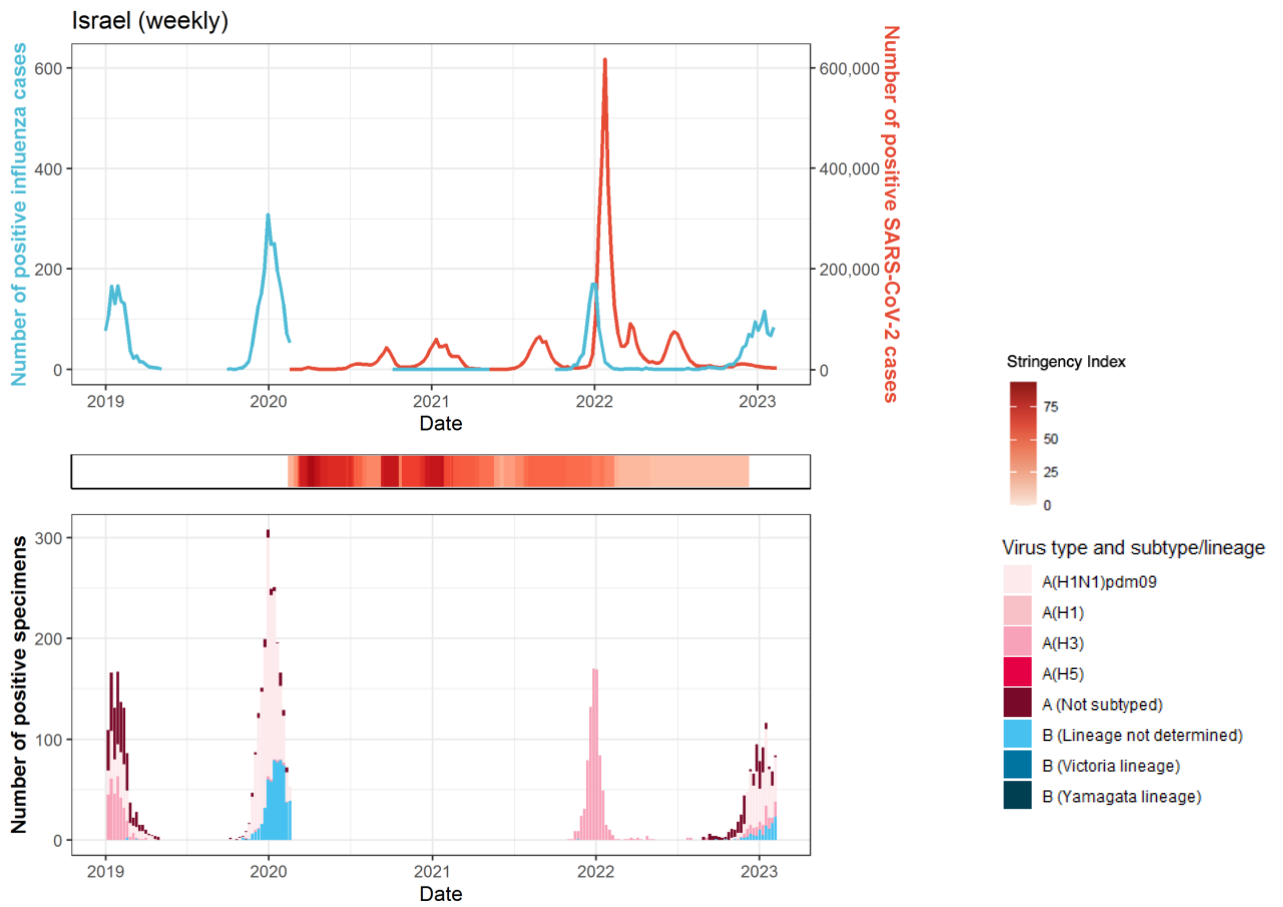 Israel (weekly)
Number of positive influenza cases
600
400
200
0
600,000
400,000
200,000
0
Number of positive SARS-CoV-2 cases
2019
2020
2021
2022
2023
Date
Stringency Index
75
50
25
0
Number of positive specimens
300
200
100
0
2019
2020
2021
2022
2023
Date
Virus type and subtype/lineage
A(H1N1)pdm09
A(H1)
A(H3)
A(H5)
A (Not subtyped)
B (Lineage not determined)
B (Victoria lineage)
B (Yamagata lineage)